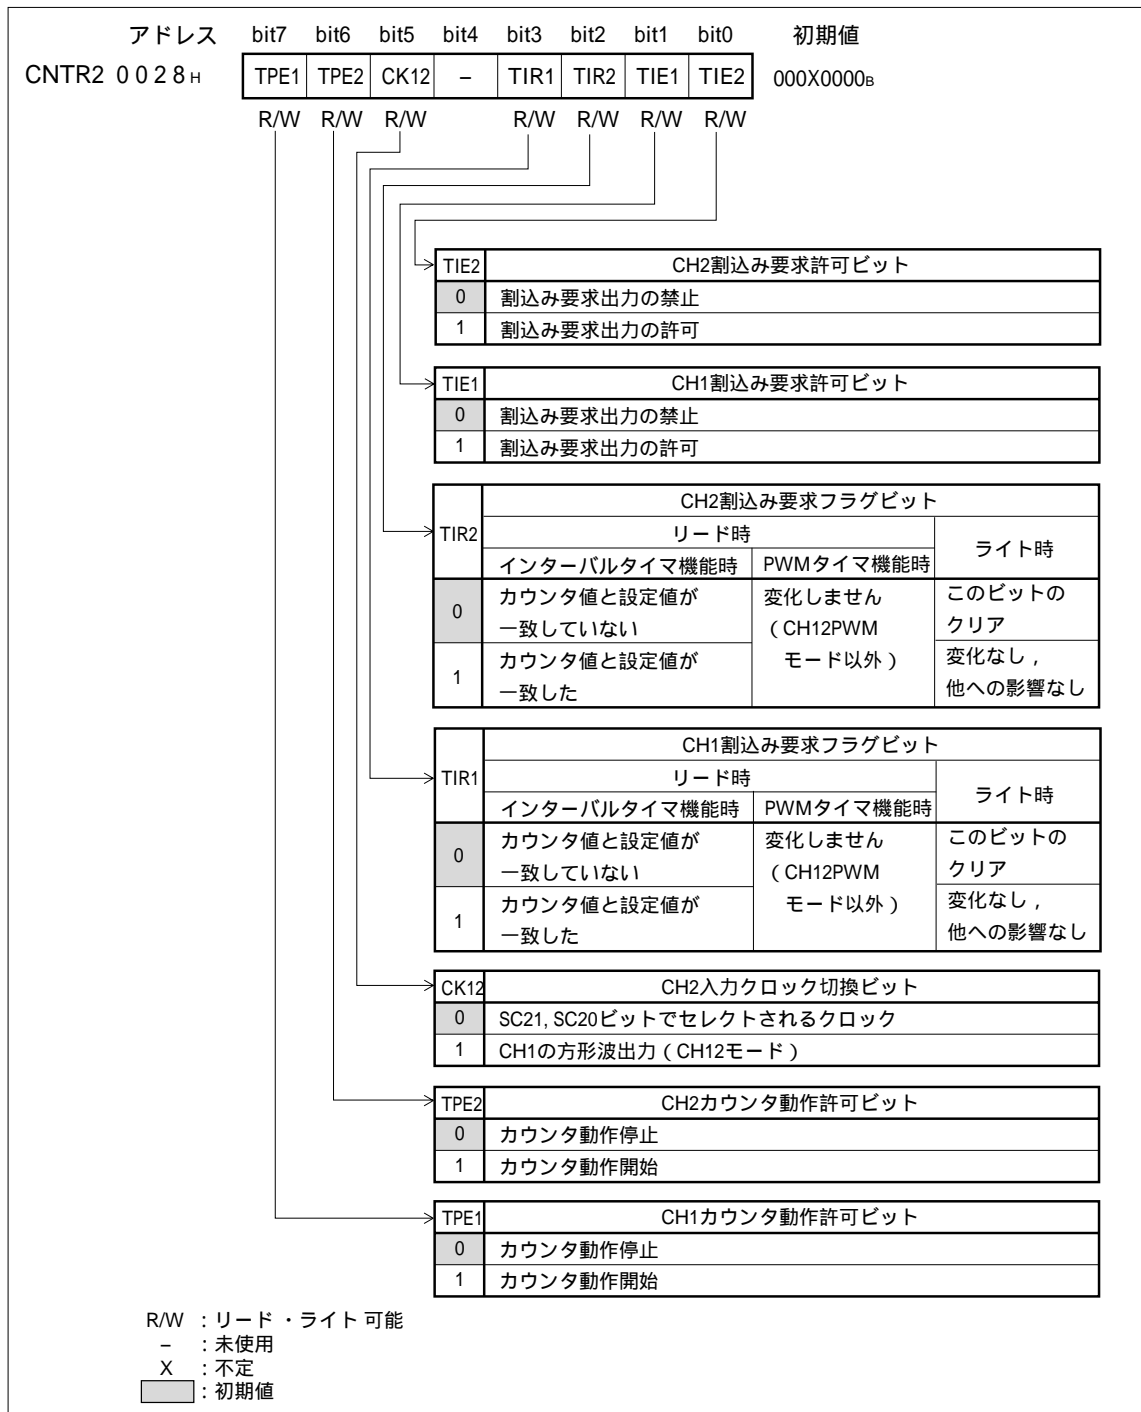 アドレス bit7 bit6 bit5 bit4 bit3 bit2 bit1 bit0 初期値
CNTR2 0028H TPE1 TPE2 CK12 – TIR1 TIR2 TIE1 TIE2 000X0000B
R/W R/W R/W R/W R/W R/W R/W
TIE2 CH2割込み要求許可ビット
0 割込み要求出力の禁止
1 割込み要求出力の許可
TIE1 CH1割込み要求許可ビット
0 割込み要求出力の禁止
1 割込み要求出力の許可
CH2割込み要求フラグビット
TIR2 リード時 ライト時
インターバルタイマ機能時 PWMタイマ機能時
0 カウンタ値と設定値が 変化しません このビットの
一致していない (CH12PWM クリア
1 カウンタ値と設定値が モード以外) 変化なし,
一致した 他への影響なし
CH1割込み要求フラグビット
TIR1 リード時 ライト時
インターバルタイマ機能時 PWMタイマ機能時
0 カウンタ値と設定値が 変化しません このビットの
一致していない (CH12PWM クリア
1 カウンタ値と設定値が モード以外) 変化なし,
一致した 他への影響なし
CK12 CH2入力クロック切換ビット
0 SC21, SC20ビットでセレクトされるクロック
1 CH1の方形波出力(CH12モード)
TPE2 CH2カウンタ動作許可ビット
0 カウンタ動作停止
1 カウンタ動作開始
TPE1 CH1カウンタ動作許可ビット
0 カウンタ動作停止
1 カウンタ動作開始
R/W :リード・ライト可能
– :未使用
X :不定
:初期値